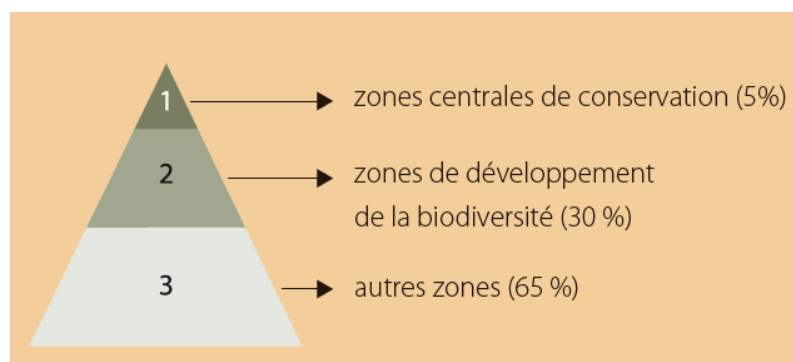 1
zones centrales de conservation (5%)
2
zones de développement
de la biodiversité (30 %)
3
autres zones (65 %)